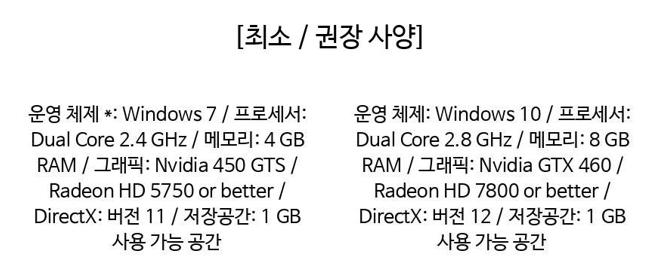 [최소 / 권장 사양]
운영 체제 *: Windows 7 / 프로세서:
Dual Core 2.4 GHz / 메모리: 4 GB
RAM / 그래픽: Nvidia 450 GTS /
Radeon HD 5750 or better /
DirectX: 버전 11 / 저장공간: 1 GB
사용 가능 공간
운영 체제: Windows 10 / 프로세서:
Dual Core 2.8 GHz / 메모리: 8 GB
RAM / 그래픽: Nvidia GTX 460 /
Radeon HD 7800 or better /
DirectX: 버전 12 / 저장공간: 1 GB
사용 가능 공간